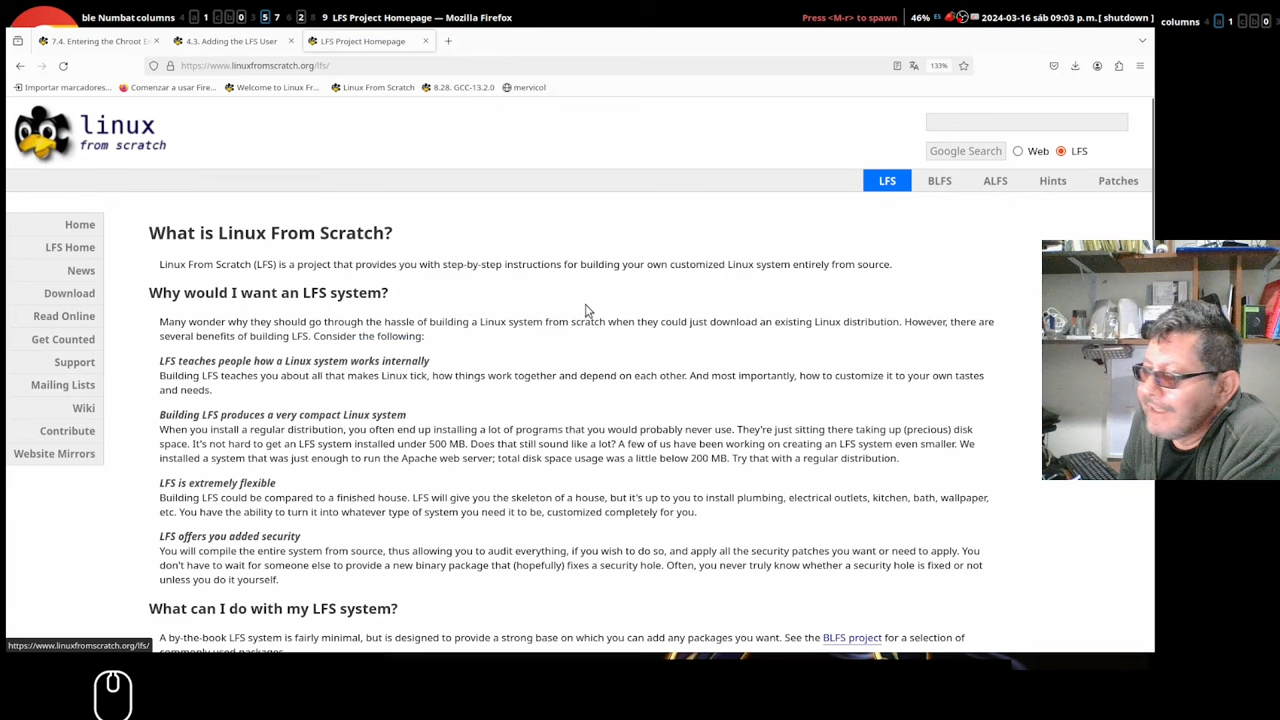 ble Numbat columns 4 a 1 c b 0 3 5 7 6 2 8 9 LFS Project Homepage — Mozilla Firefox
Press <M-r> to spawn 46% ES 2024-03-16 sáb 09:03 p.m. [ shutdown ] columns 4 a 1 c b 0 3
7.4. Entering the Chroot E
4.3. Adding the LFS User
LFS Project Homepage
https://www.linuxfromscratch.org/lfs/
133%
Importar marcadores...
Comenzar a usar Fire...
Welcome to Linux Fr...
Linux From Scratch
8.28. GCC-13.2.0
mervicol
linux
from scratch
Google Search Web LFS
LFS BLFS ALFS Hints Patches
Home
LFS Home
News
Download
Read Online
Get Counted
Support
Mailing Lists
Wiki
Contribute
Website Mirrors
What is Linux From Scratch?
Linux From Scratch (LFS) is a project that provides you with step-by-step instructions for building your own customized Linux system entirely from source.
Why would I want an LFS system?
Many wonder why they should go through the hassle of building a Linux system from scratch when they could just download an existing Linux distribution. However, there are
several benefits of building LFS. Consider the following:
LFS teaches people how a Linux system works internally
Building LFS teaches you about all that makes Linux tick, how things work together and depend on each other. And most importantly, how to customize it to your own tastes
and needs.
Building LFS produces a very compact Linux system
When you install a regular distribution, you often end up installing a lot of programs that you would probably never use. They're just sitting there taking up (precious) disk
space. It's not hard to get an LFS system installed under 500 MB. Does that still sound like a lot? A few of us have been working on creating an LFS system even smaller. We
installed a system that was just enough to run the Apache web server; total disk space usage was a little below 200 MB. Try that with a regular distribution.
LFS is extremely flexible
Building LFS could be compared to a finished house. LFS will give you the skeleton of a house, but it's up to you to install plumbing, electrical outlets, kitchen, bath, wallpaper,
etc. You have the ability to turn it into whatever type of system you need it to be, customized completely for you.
LFS offers you added security
You will compile the entire system from source, thus allowing you to audit everything, if you wish to do so, and apply all the security patches you want or need to apply. You
don't have to wait for someone else to provide a new binary package that (hopefully) fixes a security hole. Often, you never truly know whether a security hole is fixed or not
unless you do it yourself.
What can I do with my LFS system?
A by-the-book LFS system is fairly minimal, but is designed to provide a strong base on which you can add any packages you want. See the BLFS project for a selection of
commonly used packages.
https://www.linuxfromscratch.org/lfs/